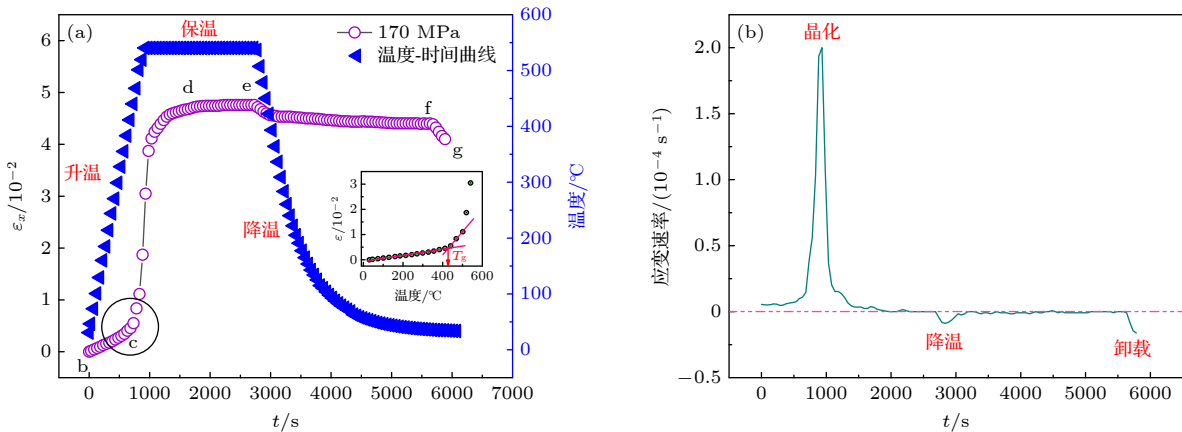 (a)
保温
170 MPa
温度-时间曲线
升温
降温
b
c
d
e
f
g
6
5
4
3
2
1
0
εx/10−2
600
500
400
300
200
100
0
温度/℃
0 1000 2000 3000 4000 5000 6000 7000
t/s
3
2
1
0
ε/10−2
Tg
0 200 400 600
温度/℃
(b)
晶化
降温
卸载
2.0
1.5
1.0
0.5
0
−0.5
应变速率/(10−4 s−1)
0 1000 2000 3000 4000 5000 6000
t/s